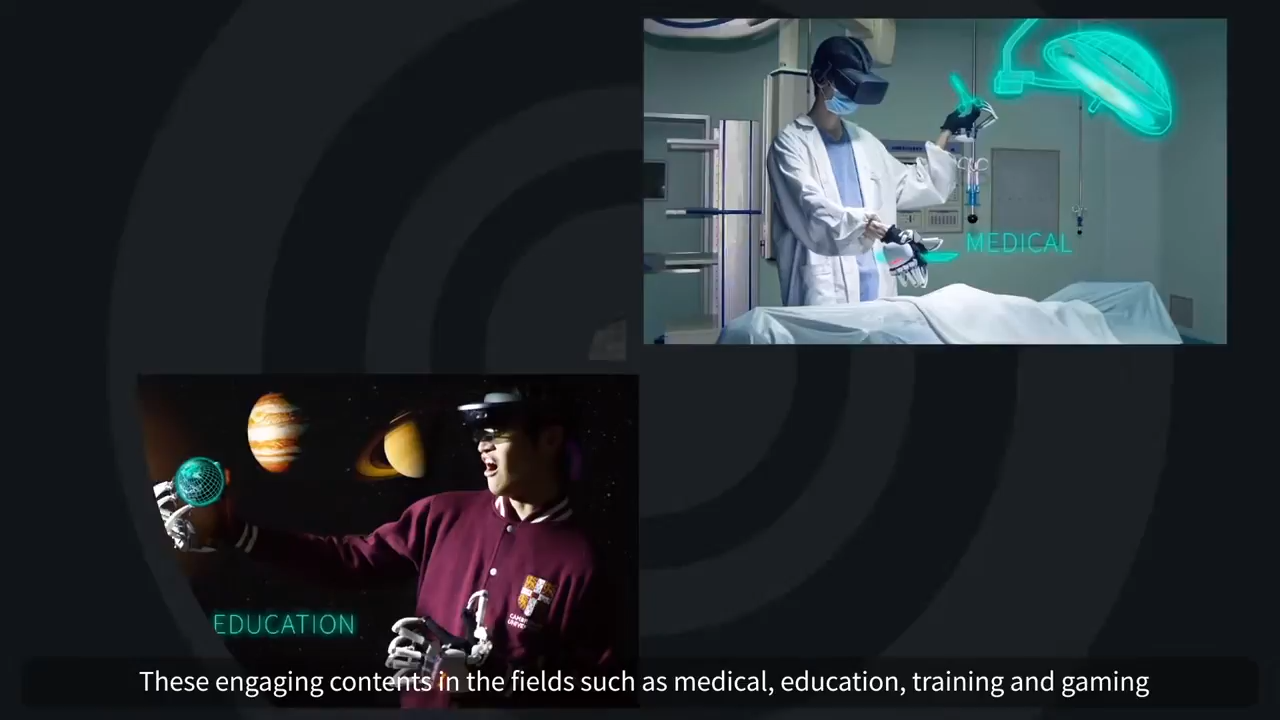 MEDICAL
EDUCATION
These engaging contents in the fields such as medical, education, training and gaming